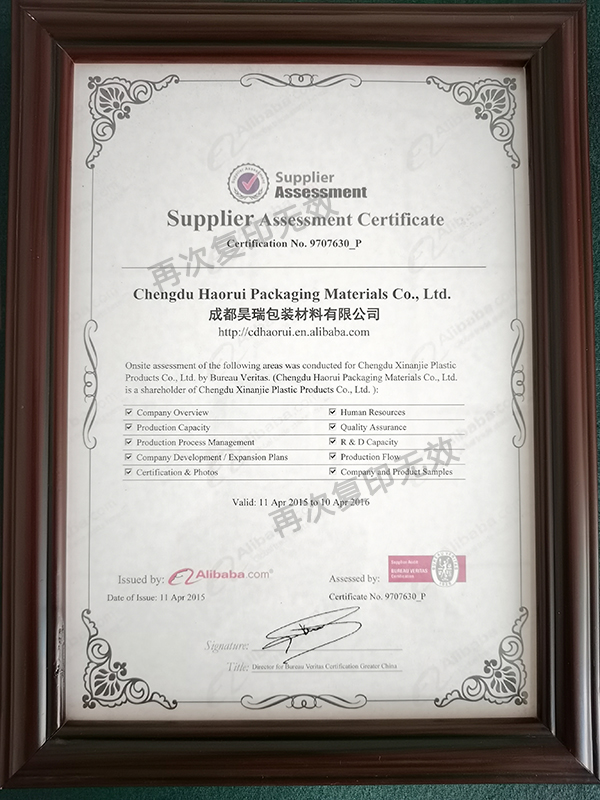 Supplier
Assessment
Supplier Assessment Certificate
Certification No. 9707630_P
再次复印无效
Chengdu Haorui Packaging Materials Co., Ltd.
成都昊瑞包装材料有限公司
http://cdhaorui.en.alibaba.com
Onsite assessment of the following areas was conducted for Chengdu Xinanjie Plastic
Products Co., Ltd. by Bureau Veritas. (Chengdu Haorui Packaging Materials Co., Ltd.
is a shareholder of Chengdu Xinanjie Plastic Products Co., Ltd. ):
Company Overview Human Resources
Production Capacity Quality Assurance
Production Process Management R & D Capacity
Company Development / Expansion Plans Production Flow
Certification & Photos Company and Product Samples
再次复印无效
Valid: 11 Apr 2015 to 10 Apr 2016
Issued by: Alibaba.com® Assessed by:
BUREAU VERITAS
Certification
Date of Issue: 11 Apr 2015 Certificate No. 9707630_P
Signature:
Title: Director for Bureau Veritas Certification Greater China